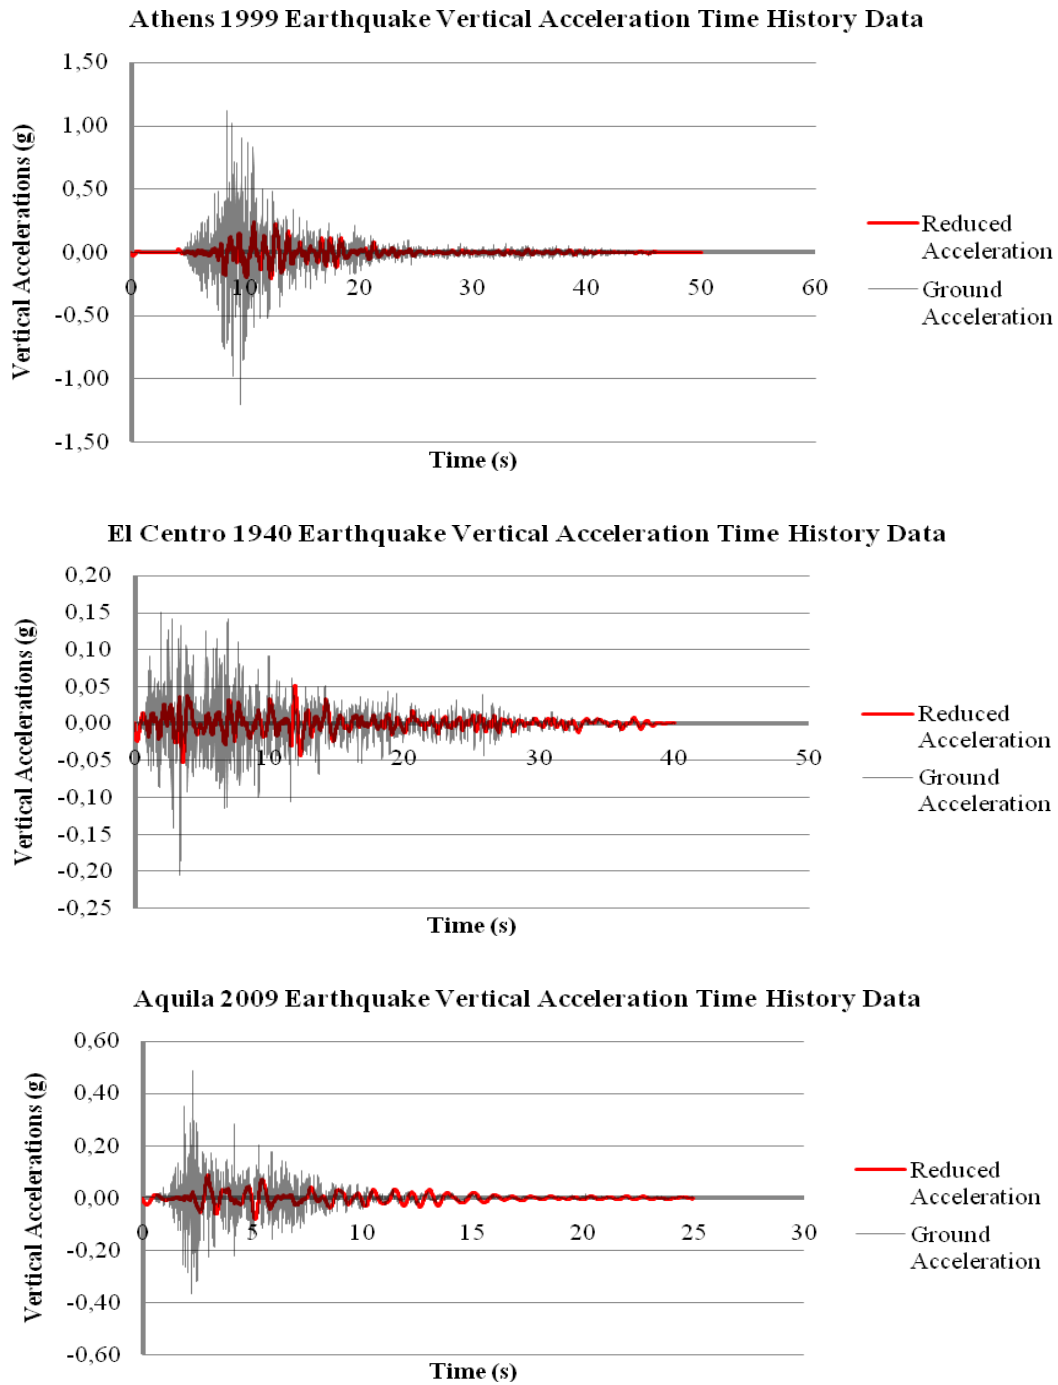 Athens 1999 Earthquake Vertical Acceleration Time History Data
Vertical Accelerations (g)
1,50
1,00
0,50
0,00
-0,50
-1,00
-1,50
0 10 20 30 40 50 60
Time (s)
Reduced
Acceleration
Ground
Acceleration
El Centro 1940 Earthquake Vertical Acceleration Time History Data
Vertical Accelerations (g)
0,20
0,15
0,10
0,05
0,00
-0,05
-0,10
-0,15
-0,20
-0,25
0 10 20 30 40 50
Time (s)
Reduced
Acceleration
Ground
Acceleration
Aquila 2009 Earthquake Vertical Acceleration Time History Data
Vertical Accelerations (g)
0,60
0,40
0,20
0,00
-0,20
-0,40
-0,60
0 5 10 15 20 25 30
Time (s)
Reduced
Acceleration
Ground
Acceleration